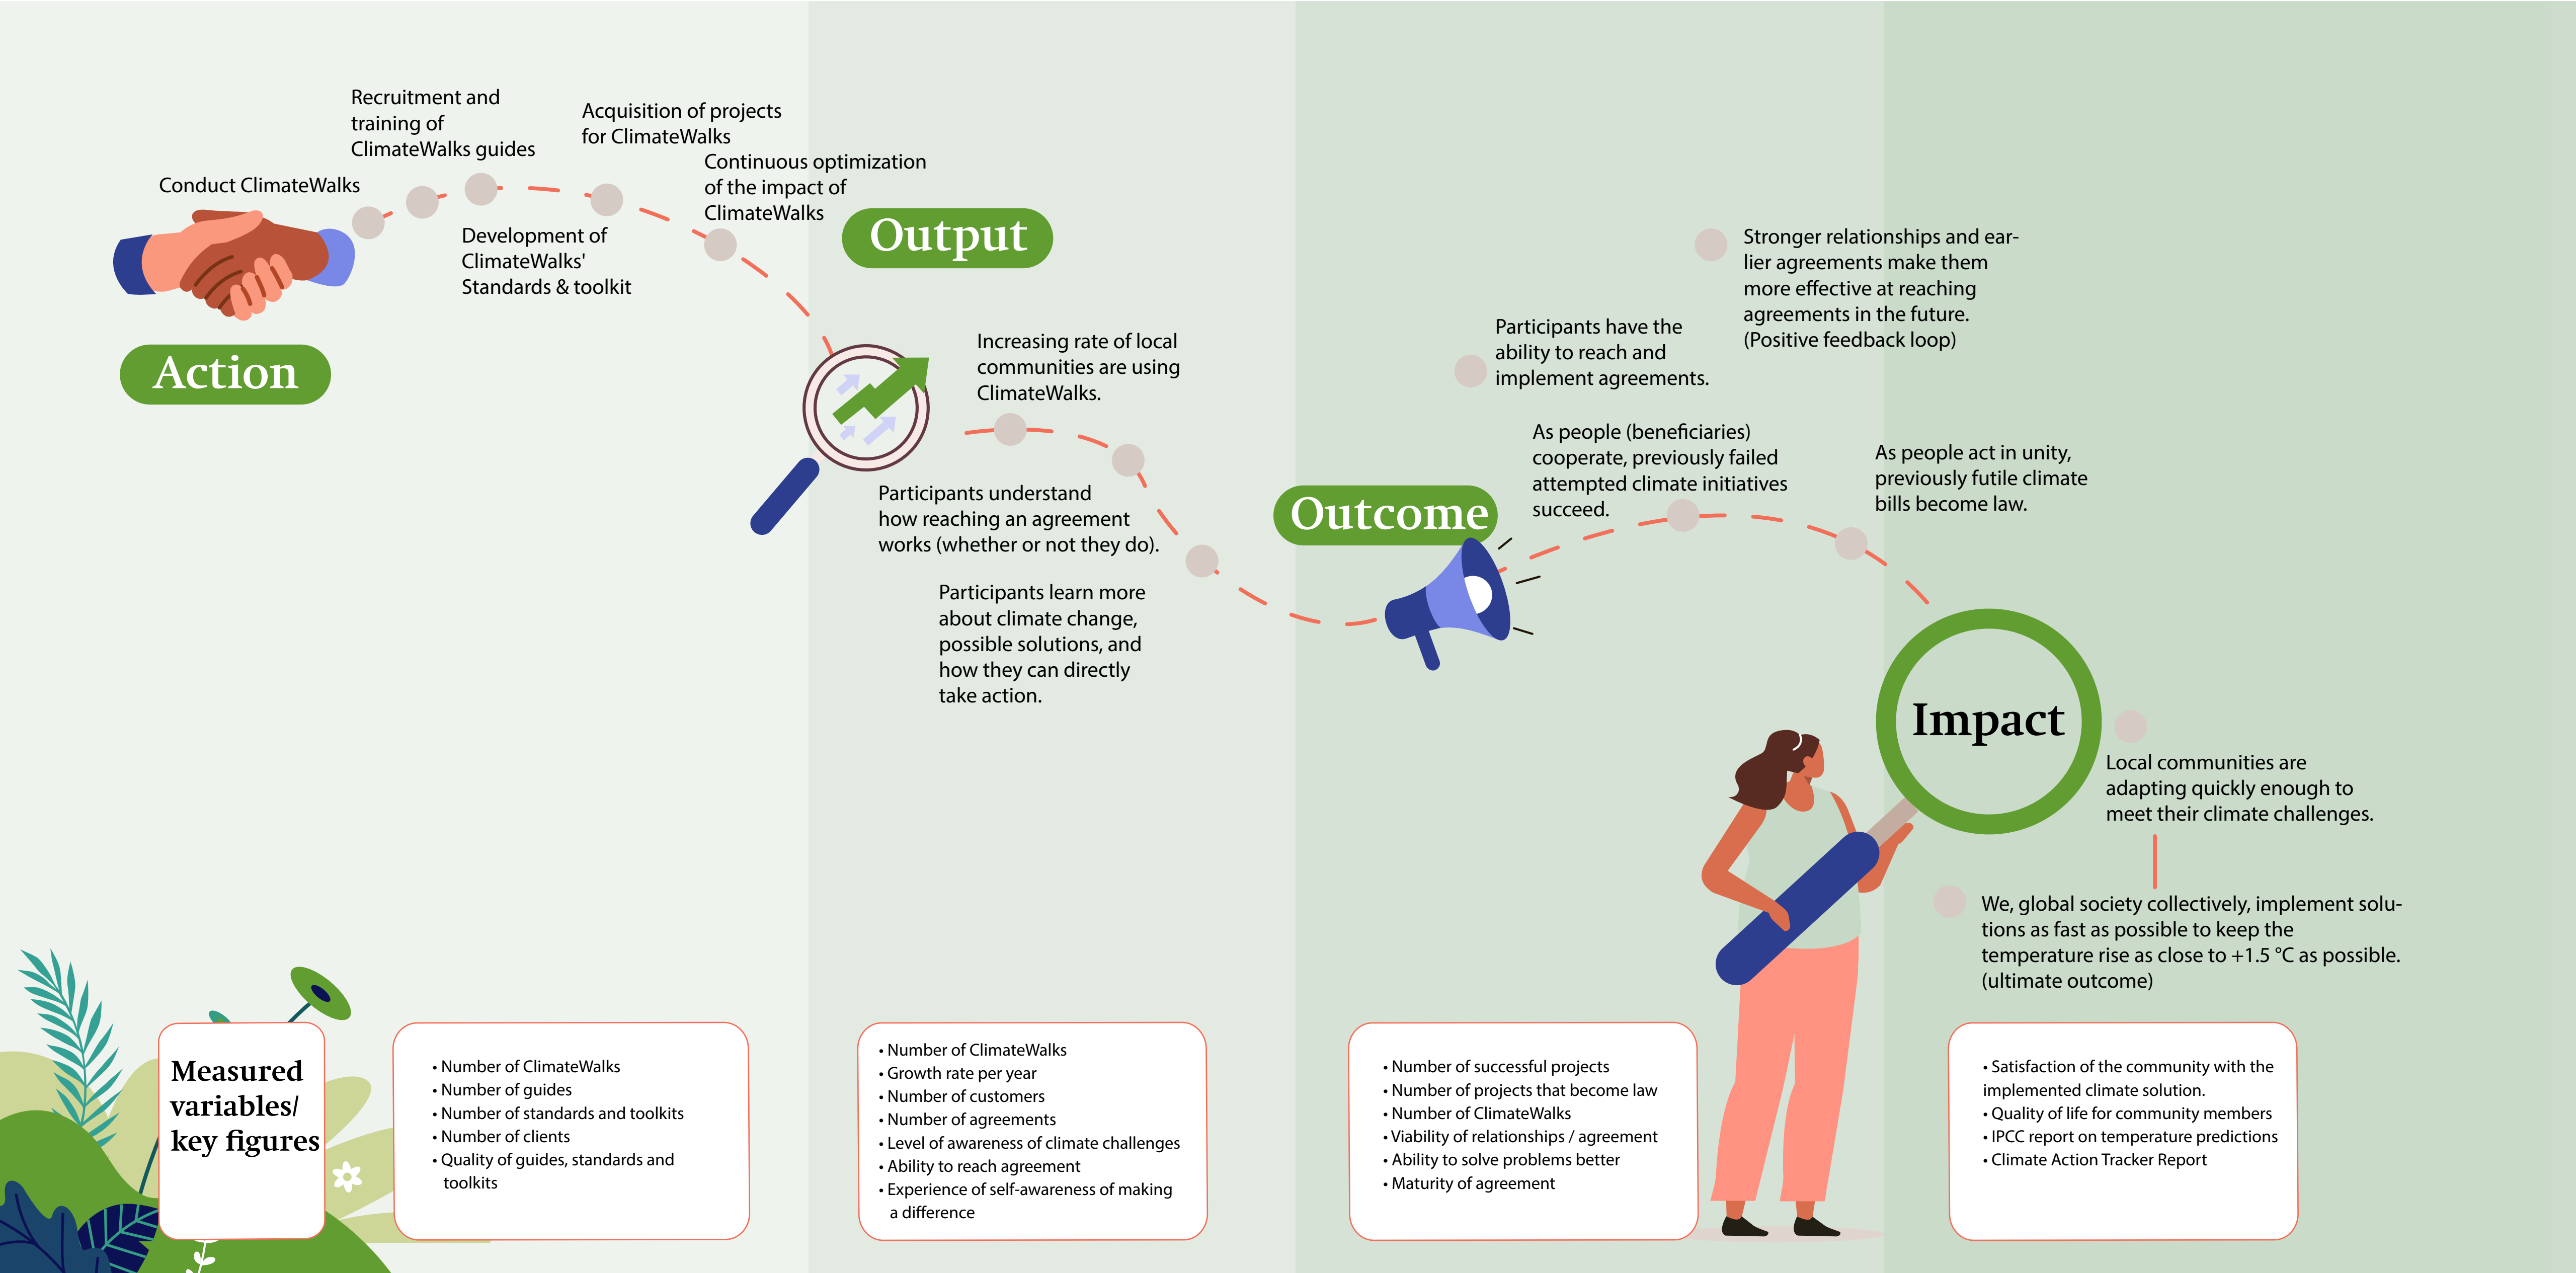 Conduct ClimateWalks
Recruitment and
training of
ClimateWalks guides
Development of
ClimateWalks'
Standards & toolkit
Acquisition of projects
for ClimateWalks
Continuous optimization
of the impact of
ClimateWalks
Action
Output
Increasing rate of local
communities are using
ClimateWalks.
Participants understand
how reaching an agreement
works (whether or not they do).
Participants learn more
about climate change,
possible solutions, and
how they can directly
take action.
Outcome
Participants have the
ability to reach and
implement agreements.
Stronger relationships and ear-
lier agreements make them
more effective at reaching
agreements in the future.
(Positive feedback loop)
As people (beneficiaries)
cooperate, previously failed
attempted climate initiatives
succeed.
As people act in unity,
previously futile climate
bills become law.
Impact
Local communities are
adapting quickly enough to
meet their climate challenges.
We, global society collectively, implement solu-
tions as fast as possible to keep the
temperature rise as close to +1.5 °C as possible.
(ultimate outcome)
Measured
variables/
key figures
• Number of ClimateWalks
• Number of guides
• Number of standards and toolkits
• Number of clients
• Quality of guides, standards and
toolkits
• Number of ClimateWalks
• Growth rate per year
• Number of customers
• Number of agreements
• Level of awareness of climate challenges
• Ability to reach agreement
• Experience of self-awareness of making
a difference
• Number of successful projects
• Number of projects that become law
• Number of ClimateWalks
• Viability of relationships / agreement
• Ability to solve problems better
• Maturity of agreement
• Satisfaction of the community with the
implemented climate solution.
• Quality of life for community members
• IPCC report on temperature predictions
• Climate Action Tracker Report